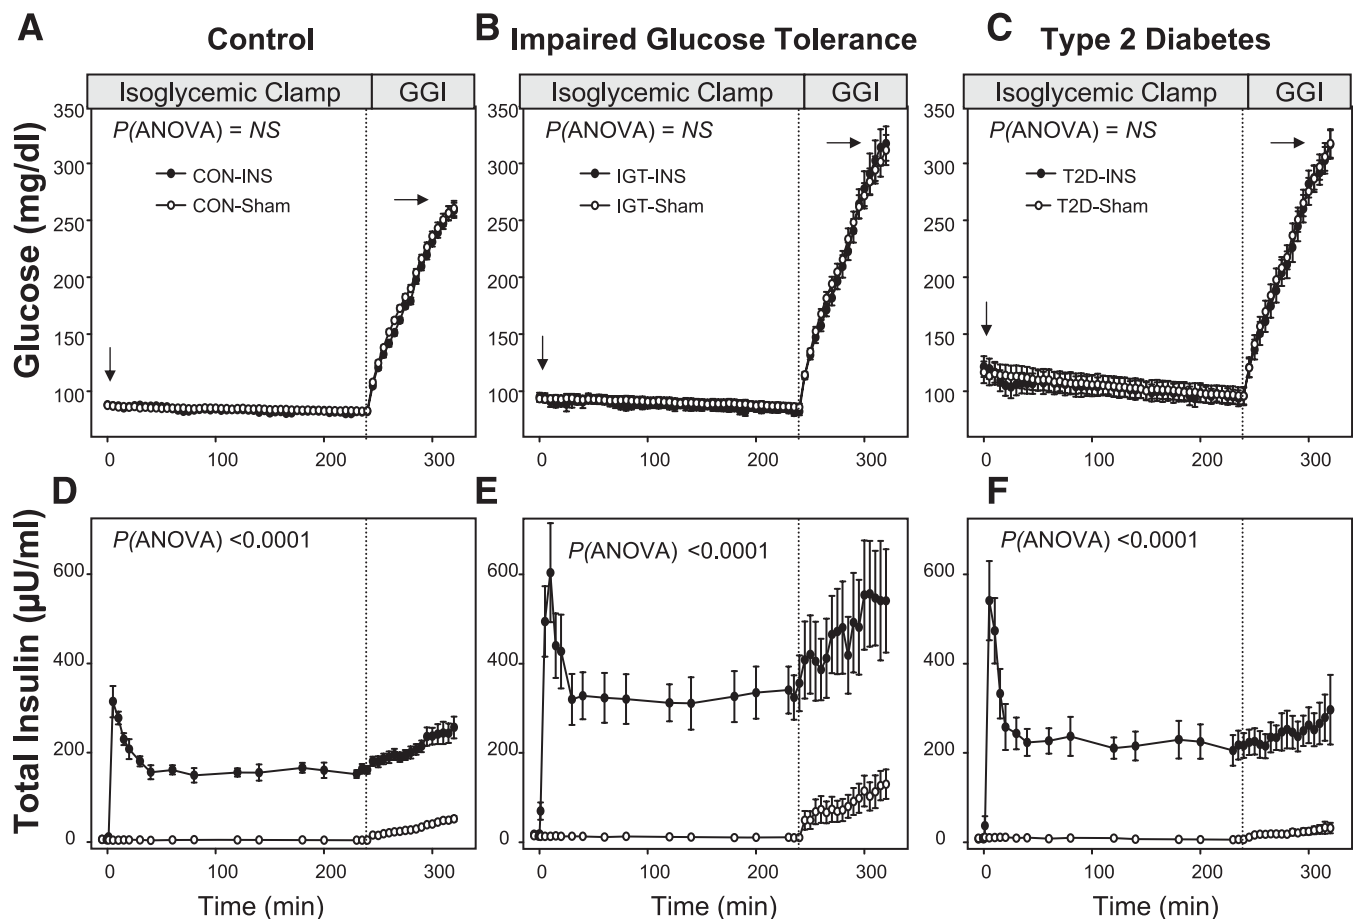 A Control
B Impaired Glucose Tolerance
C Type 2 Diabetes
Isoglycemic Clamp GGI
Isoglycemic Clamp GGI
Isoglycemic Clamp GGI
Glucose (mg/dl)
350
300
250
200
150
100
P(ANOVA) = NS
CON-INS
CON-Sham
0 100 200 300
350
300
250
200
150
100
P(ANOVA) = NS
IGT-INS
IGT-Sham
0 100 200 300
350
300
250
200
150
100
P(ANOVA) = NS
T2D-INS
T2D-Sham
0 100 200 300
D
E
F
Total Insulin (µU/ml)
600
400
200
0
P(ANOVA) <0.0001
0 100 200 300
Time (min)
600
400
200
0
P(ANOVA) <0.0001
0 100 200 300
Time (min)
600
400
200
0
P(ANOVA) <0.0001
0 100 200 300
Time (min)